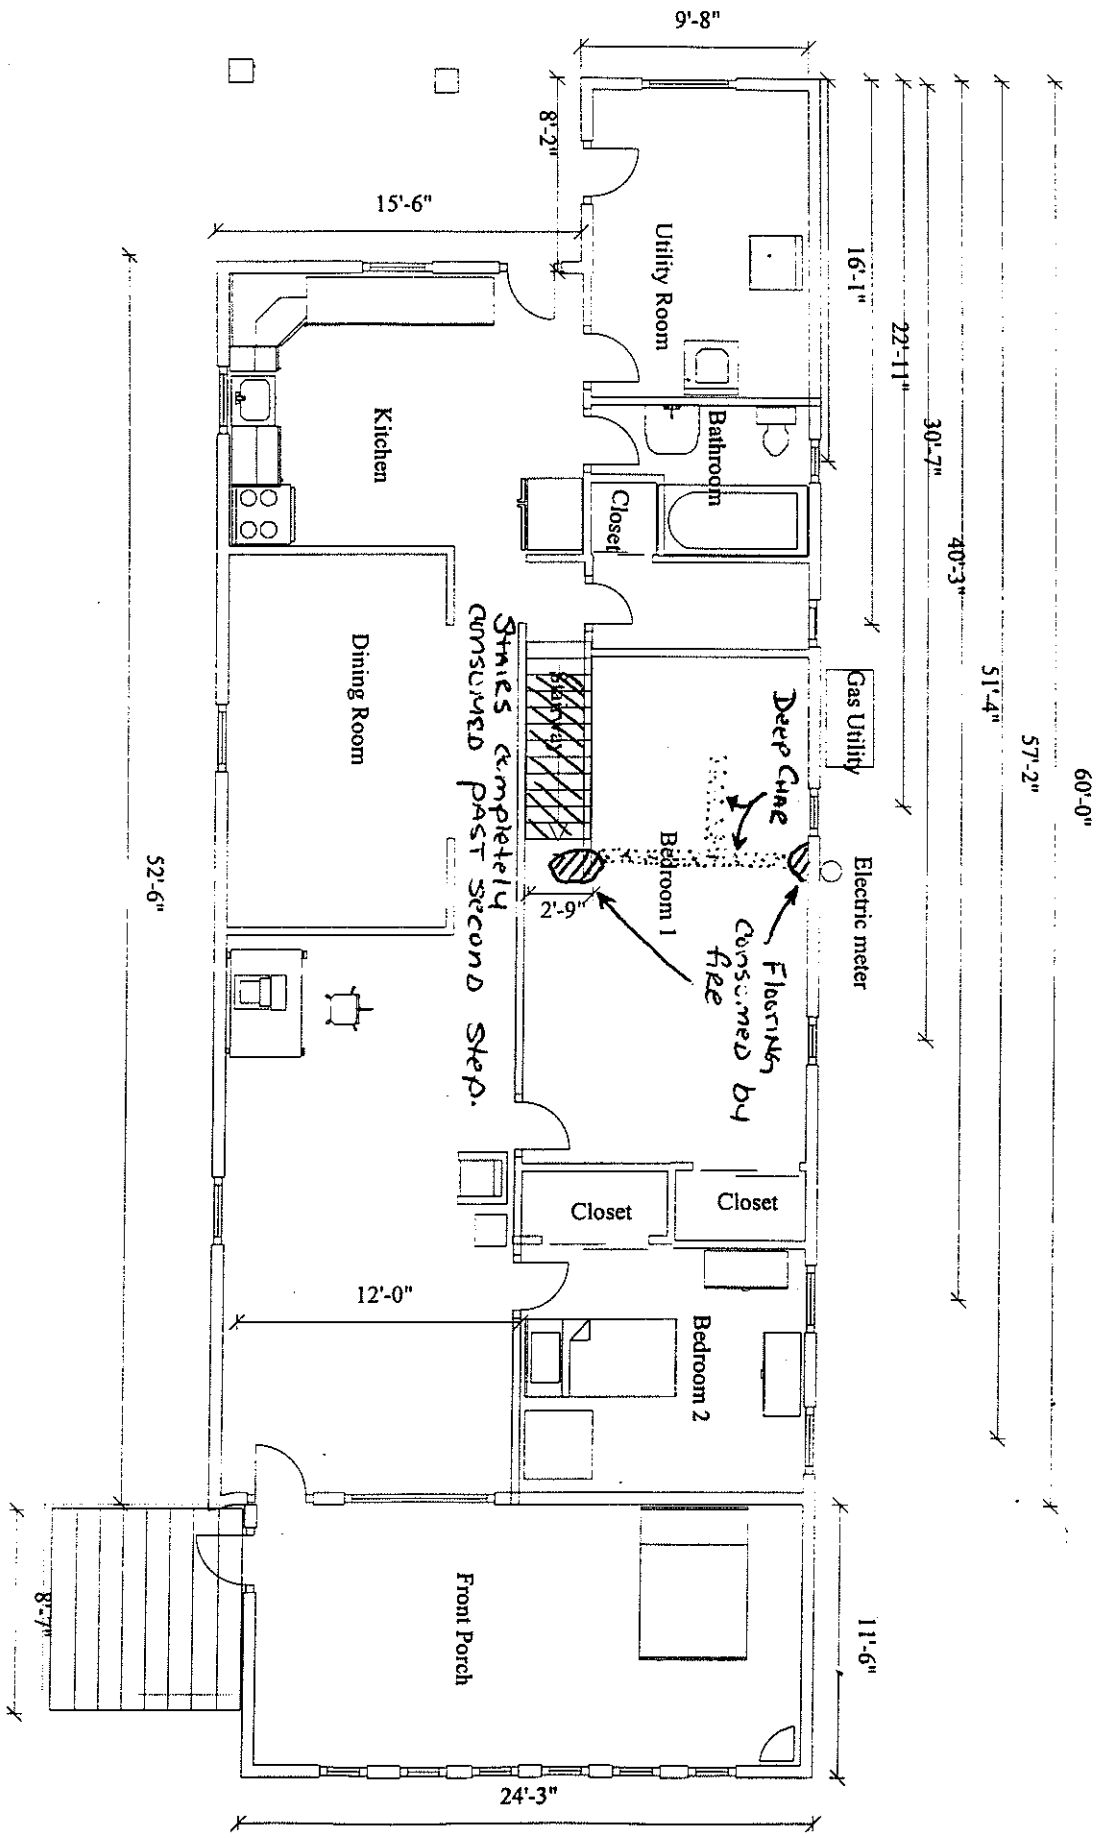 9'-8"
60'-0"
57'-2"
51'-4"
40'-3"
30'-7"
22'-11"
16'-1"
8'-2"
15'-6"
Utility Room
Bathroom
Closet
Kitchen
Gas Utility
Electric meter
Dining Room
Stairway
Bedroom 1
Deep Char
Flooring
Consumed by
fire
Stairs completely
consumed past second step.
2'-9"
52'-6"
Closet
Closet
12'-0"
Bedroom 2
Front Porch
11'-6"
8'-7"
24'-3"